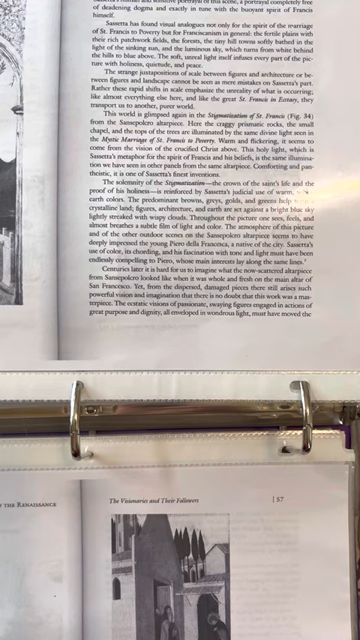 of deadening dogma and exactly in tune with the buoyant spirit of Francis
himself.
Sassetta has found visual analogues not only for the spirit of the marriage
of St. Francis to Poverty but for Franciscanism in general: the fertile plains with
their rich patchwork fields, the forests, the tiny hill towns softly bathed in the
light of the sinking sun, and the luminous sky, which turns from white behind
the hills to blue above. The soft, unreal light itself infuses every part of the pic-
ture with holiness, quietude, and peace.
The strange juxtapositions of scale between figures and architecture or be-
tween figures and landscape cannot be seen as mere mistakes on Sassetta's part.
Rather these rapid shifts in scale emphasize the unreality of what is occurring;
like almost everything else here, and like the great St. Francis in Ecstasy, they
transport us to another, purer world.
This world is glimpsed again in the Stigmatization of St. Francis (Fig. 34)
from the Sansepolcro altarpiece. Here the craggy prismatic rocks, the small
chapel, and the tops of the trees are illuminated by the same divine light seen in
the Mystic Marriage of St. Francis to Poverty. Warm and flickering, it seems to
come from the vision of the crucified Christ above. This holy light, which is
Sassetta's metaphor for the spirit of Francis and his beliefs, is the same illumina-
tion we have seen in other panels from the same altarpiece. Comforting and pan-
theistic, it is one of Sassetta's finest inventions.
The solemnity of the Stigmatization—the crown of the saint's life and the
proof of his holiness—is reinforced by Sassetta's judicial use of warm,
earth colors. The predominant browns, greys, golds, and greens help
crystalline land; figures, architecture, and earth are set against a bright blue sky
lightly streaked with wispy clouds. Throughout the picture one sees, feels, and
almost breathes a subtle film of light and color. The atmosphere of this picture
and of the other outdoor scenes on the Sansepolcro altarpiece seems to have
deeply impressed the young Piero della Francesca, a native of the city. Sassetta's
use of color, its chording, and his fascination with tone and light must have been
endlessly compelling to Piero, whose main interests lay along the same lines.
Centuries later it is hard for us to imagine what the now-scattered altarpiece
from Sansepolcro looked like when it was whole and fresh on the main altar of
San Francesco. Yet, from the dispersed, damaged pieces there still arises such
powerful vision and imagination that there is no doubt that this work was a mas-
terpiece. The ecstatic visions of passionate, swaying figures engaged in actions of
great purpose and dignity, all enveloped in wondrous light, must have moved the
THE RENAISSANCE
The Visionaries and Their Followers | 57